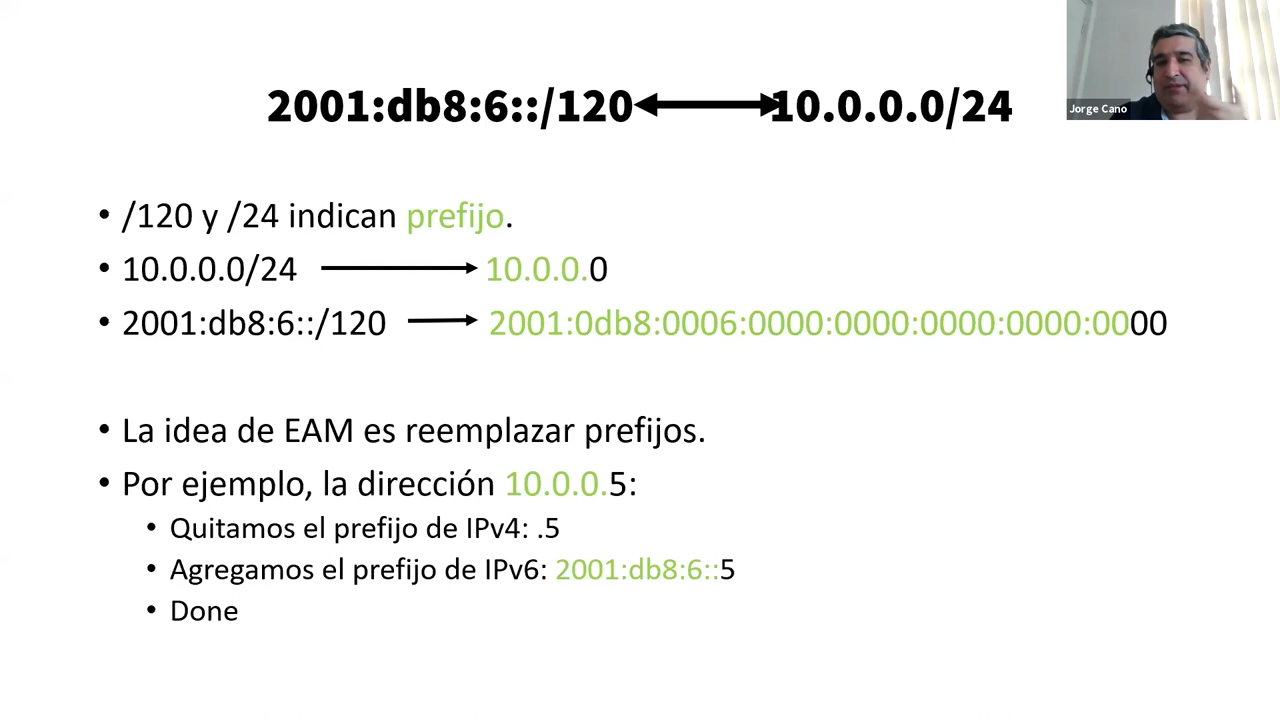 Jorge Cano
2001:db8:6::/120 10.0.0.0/24
• /120 y /24 indican prefijo.
• 10.0.0.0/24 10.0.0.0
• 2001:db8:6::/120 2001:0db8:0006:0000:0000:0000:0000:0000
• La idea de EAM es reemplazar prefijos.
• Por ejemplo, la dirección 10.0.0.5:
• Quitamos el prefijo de IPv4: .5
• Agregamos el prefijo de IPv6: 2001:db8:6::5
• Done